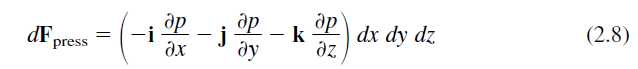 dF_press = (−i ∂p/∂x − j ∂p/∂y − k ∂p/∂z) dx dy dz (2.8)